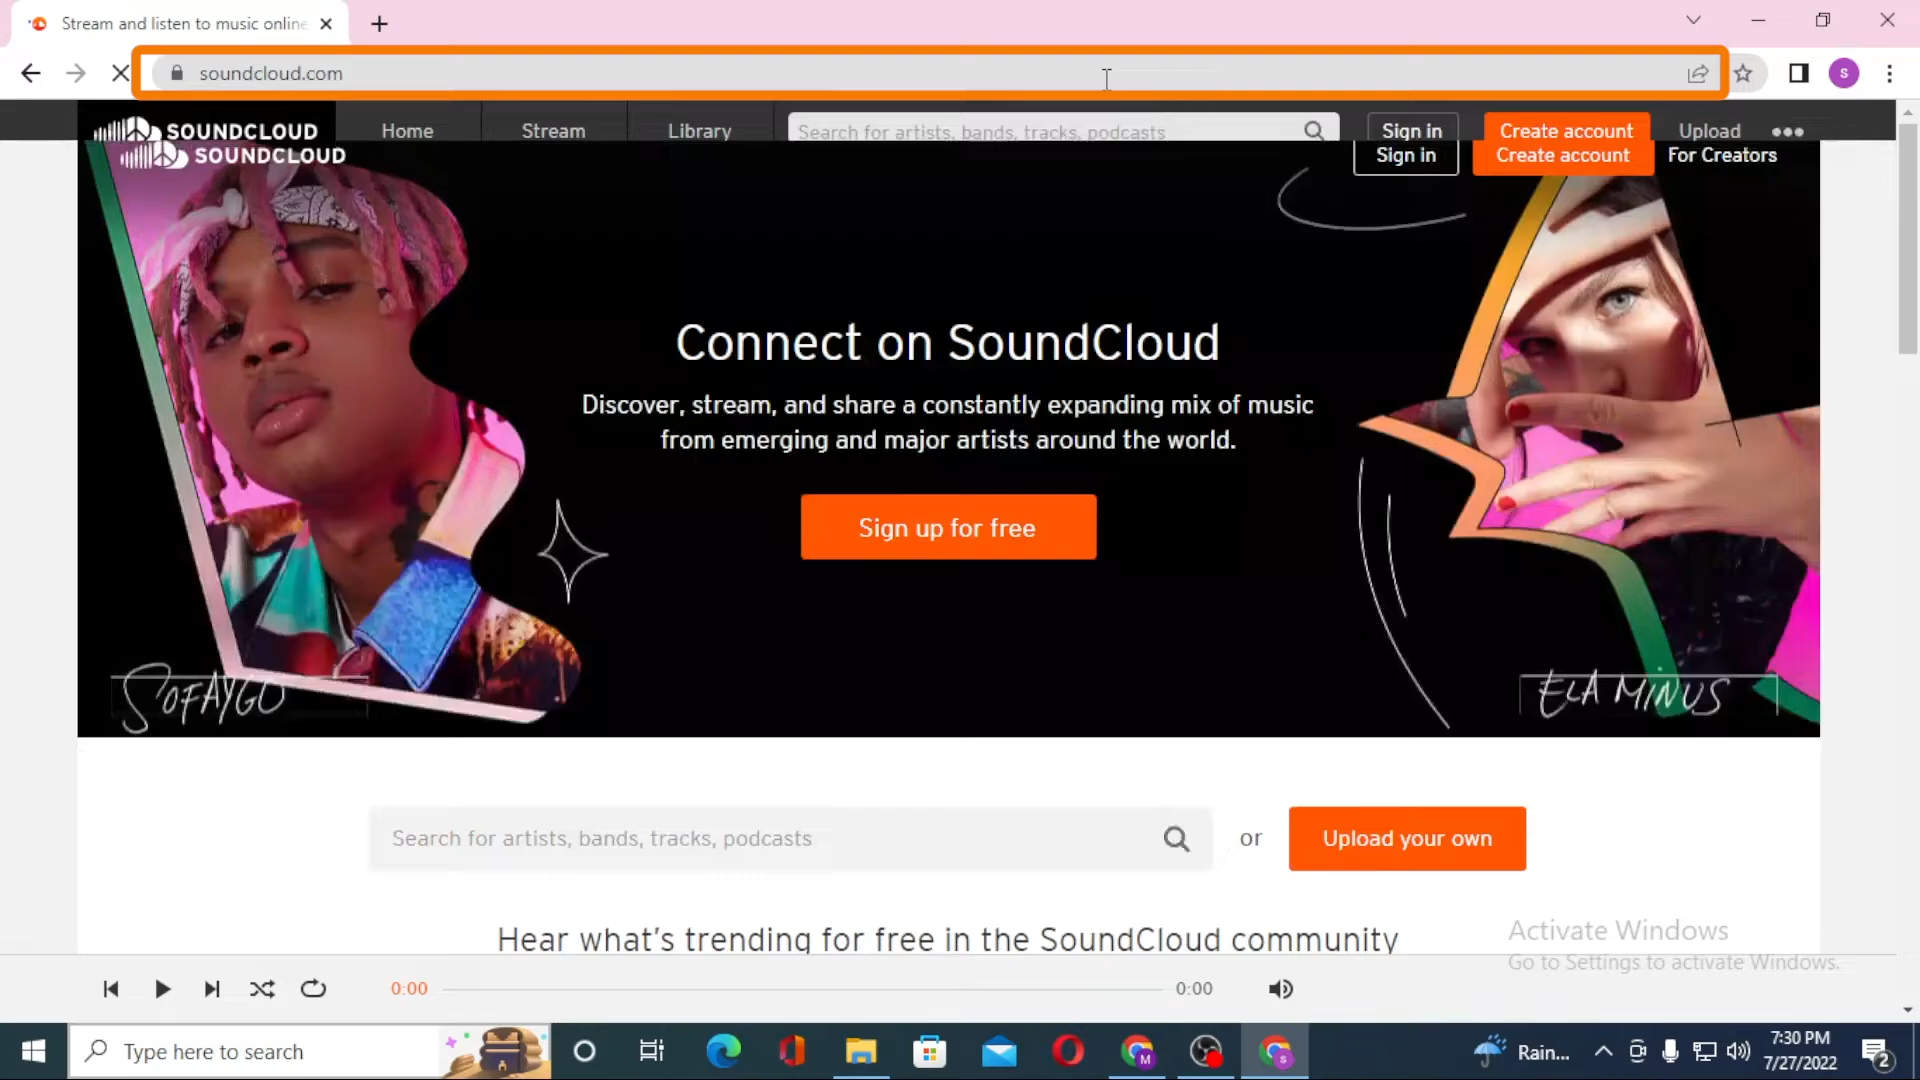 Stream and listen to music online
soundcloud.com
SOUNDCLOUD
Home
Stream
Library
Search for artists, bands, tracks, podcasts
Sign in
Create account
Upload
SOUNDCLOUD
Sign in
Create account
For Creators
Connect on SoundCloud
Discover, stream, and share a constantly expanding mix of music
from emerging and major artists around the world.
Sign up for free
SOFAYGO
ELA MINUS
Search for artists, bands, tracks, podcasts
or
Upload your own
Hear what's trending for free in the SoundCloud community
Activate Windows
Go to Settings to activate Windows.
0:00
0:00
Type here to search
Rain...
7:30 PM
7/27/2022
2